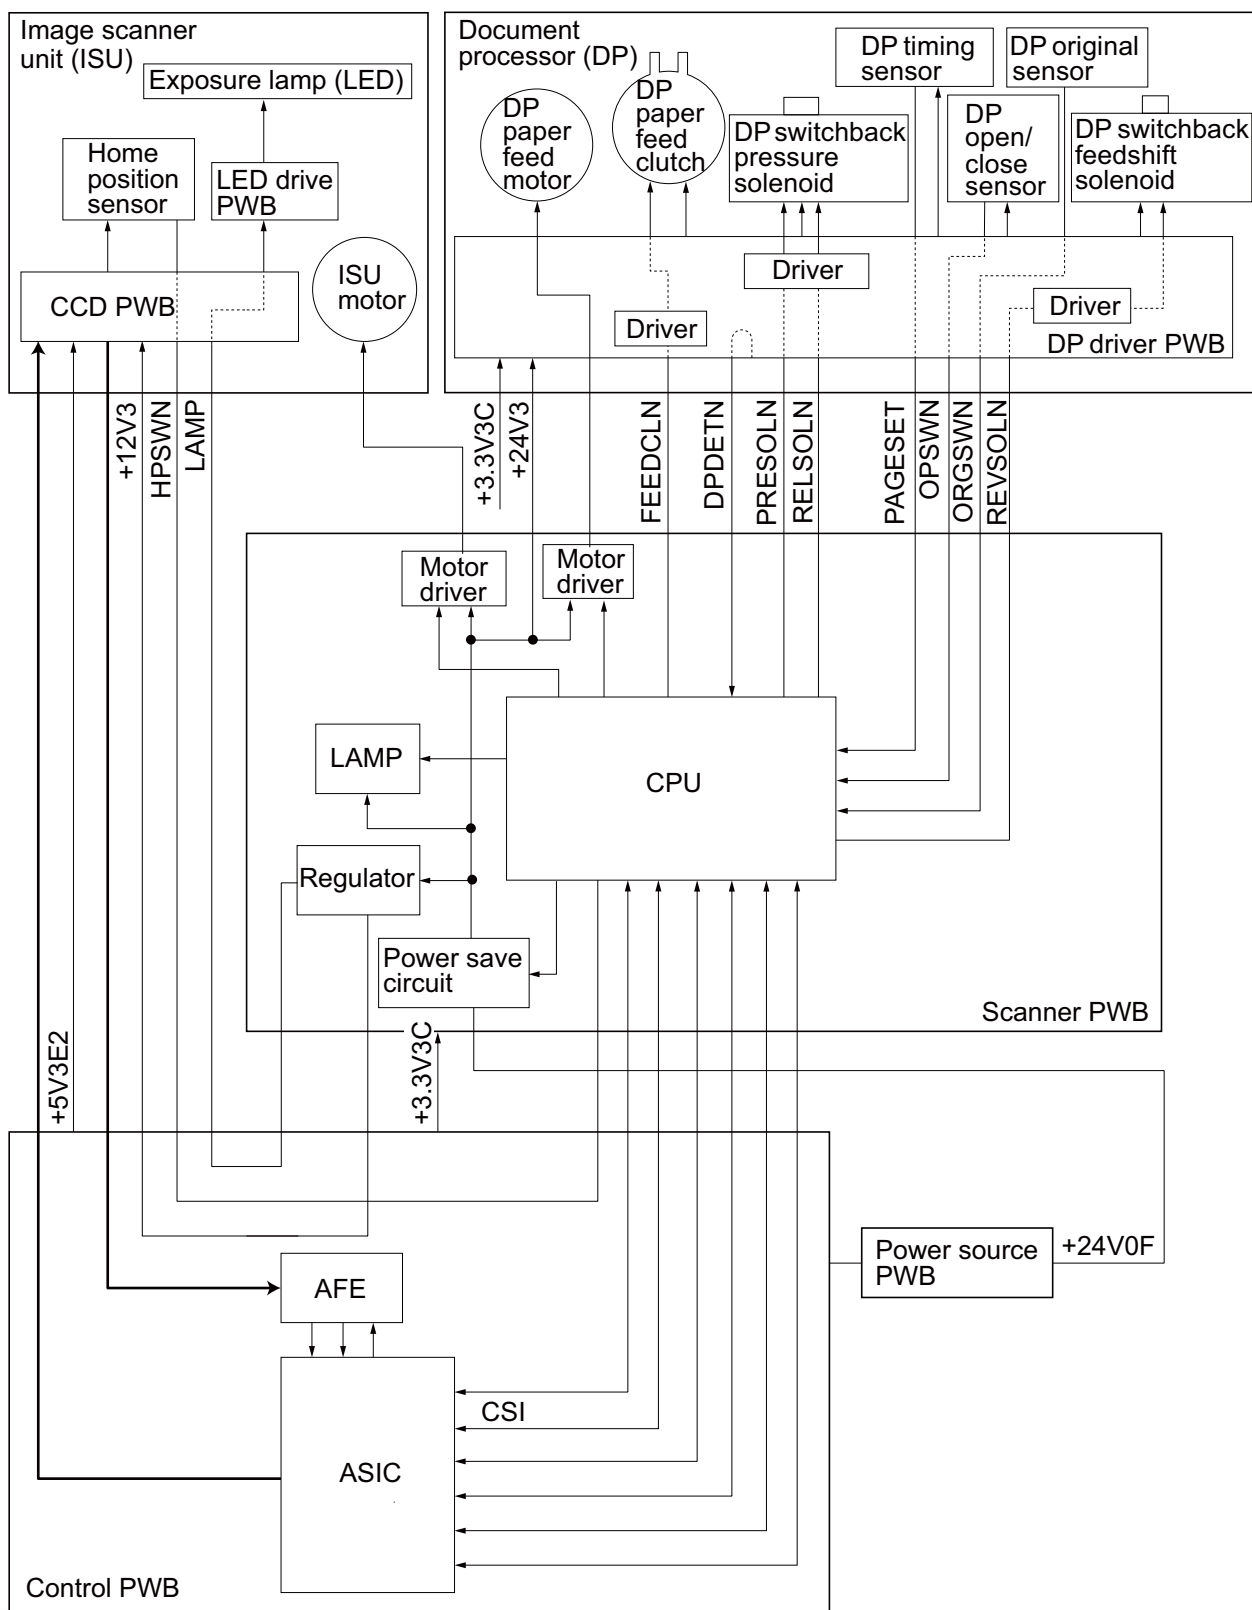 Image scanner
unit (ISU)
Exposure lamp (LED)
Home
position
sensor
LED drive
PWB
CCD PWB
ISU
motor
Document
processor (DP)
DP
paper
feed
motor
DP
paper
feed
clutch
DP switchback
pressure
solenoid
DP timing
sensor
DP original
sensor
DP
open/
close
sensor
DP switchback
feedshift
solenoid
Driver
Driver
Driver
DP driver PWB
+12V3
HPSWN
LAMP
+3.3V3C
+24V3
FEEDCLN
DPDETN
PRESOLN
RELSOLN
PAGESET
OPSWN
ORGSWN
REVSOLN
Motor
driver
Motor
driver
LAMP
CPU
Regulator
Power save
circuit
Scanner PWB
+5V3E2
+3.3V3C
Power source
PWB
+24V0F
AFE
CSI
ASIC
Control PWB